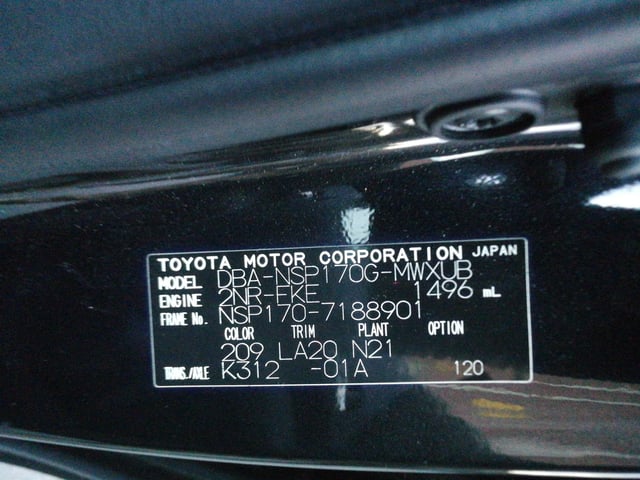 TOYOTA MOTOR CORPORATION JAPAN
MODEL DBA-NSP170G-MWXUB
ENGINE 2NR-FKE 1496 mL
FRAME No. NSP170-7188901
COLOR TRIM PLANT OPTION
209 LA20 N21
TRANS./AXLE K312 -01A 120